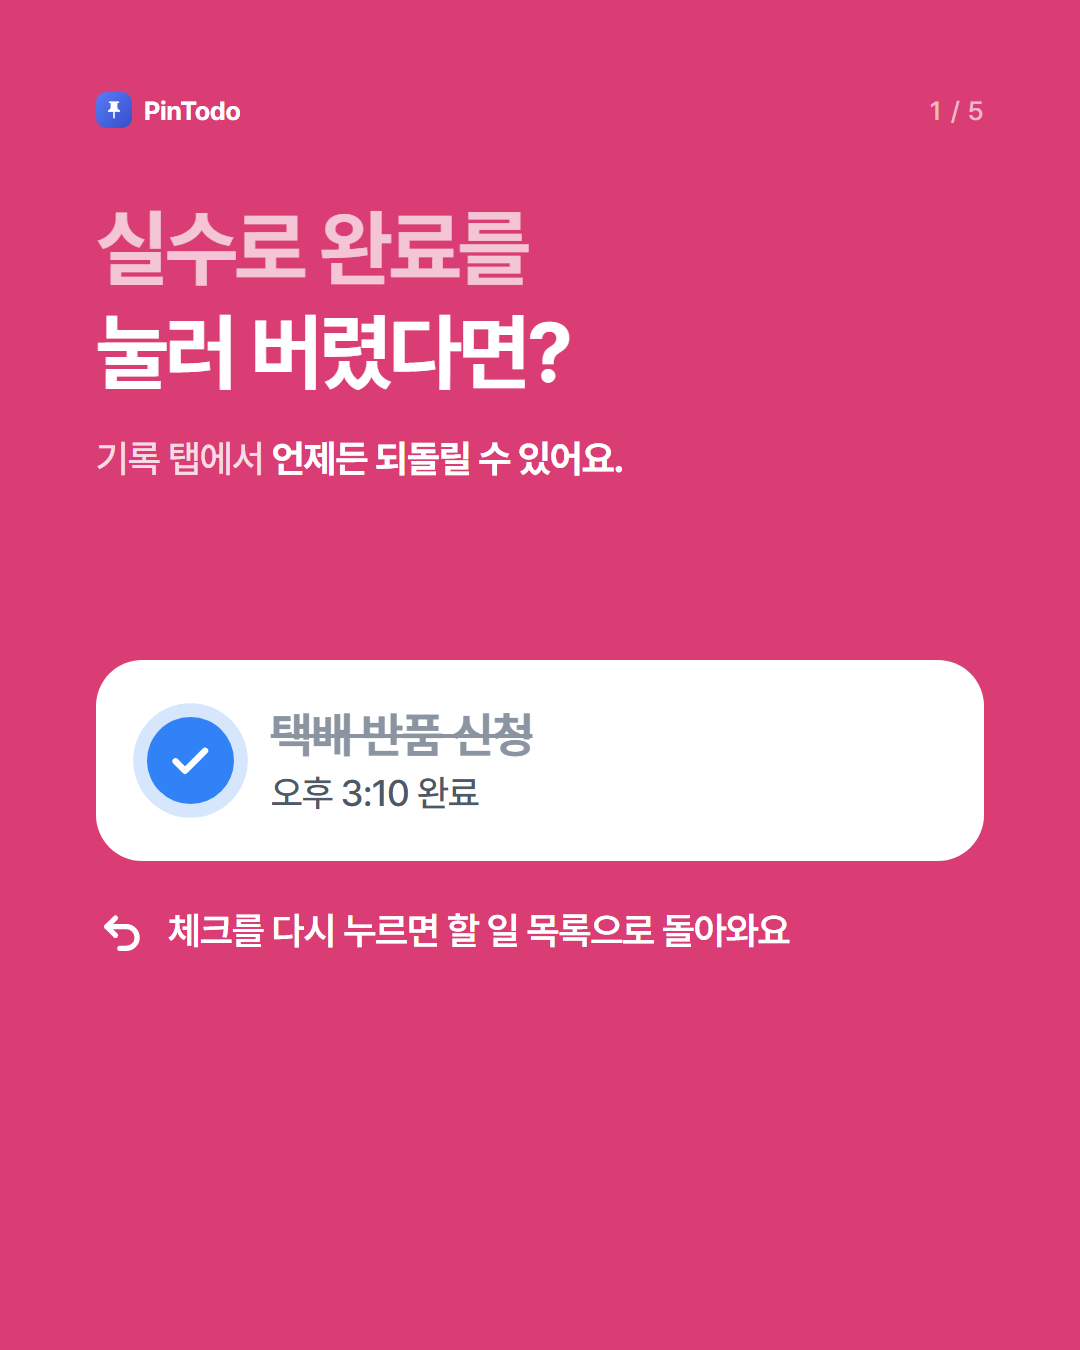 PinTodo
1 / 5
실수로 완료를
눌러 버렸다면?
기록 탭에서 언제든 되돌릴 수 있어요.
택배 반품 신청
오후 3:10 완료
체크를 다시 누르면 할 일 목록으로 돌아와요